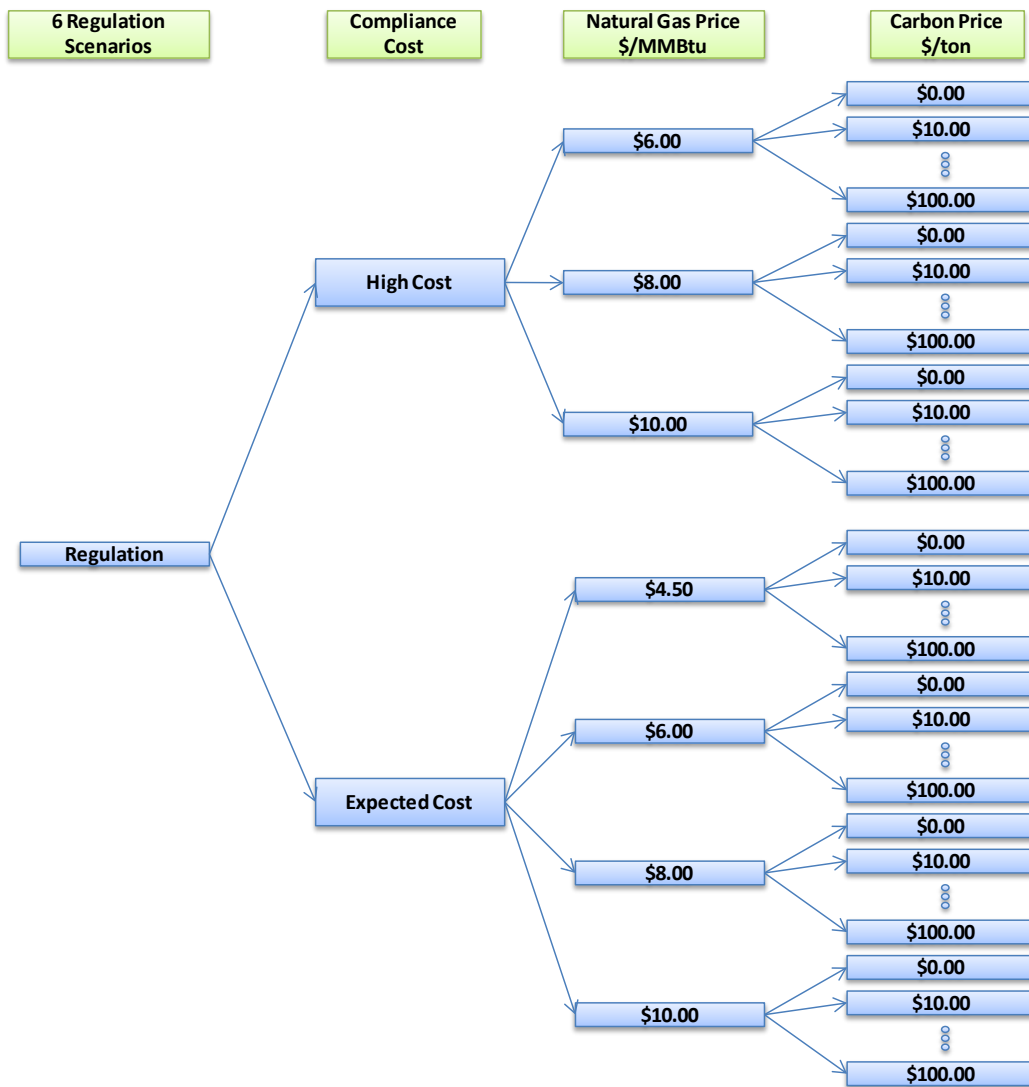 6 Regulation
Scenarios
Compliance
Cost
Natural Gas Price
$/MMBtu
Carbon Price
$/ton
$0.00
$10.00
$6.00
$100.00
$0.00
$10.00
High Cost
$8.00
$100.00
$0.00
$10.00
$10.00
$100.00
$0.00
Regulation
$10.00
$4.50
$100.00
$0.00
$10.00
$6.00
$100.00
Expected Cost
$0.00
$10.00
$8.00
$100.00
$0.00
$10.00
$10.00
$100.00